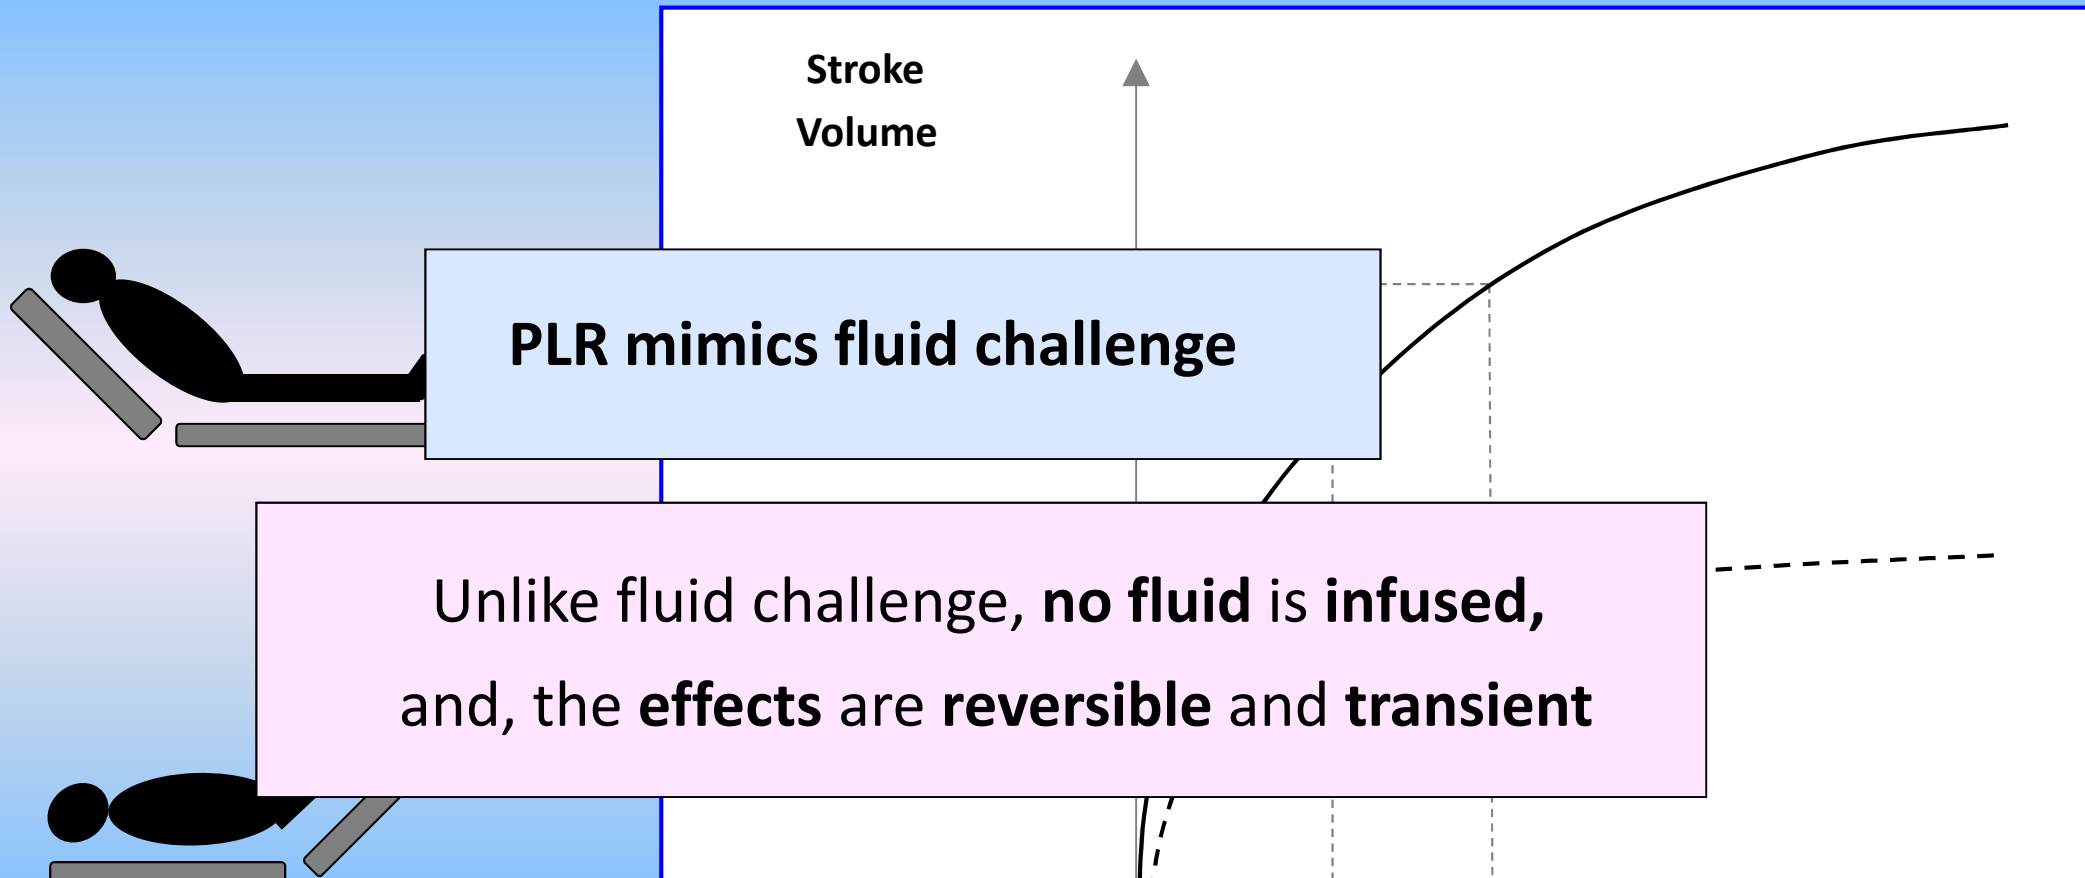 Stroke
Volume
PLR mimics fluid challenge
Unlike fluid challenge, no fluid is infused,
and, the effects are reversible and transient